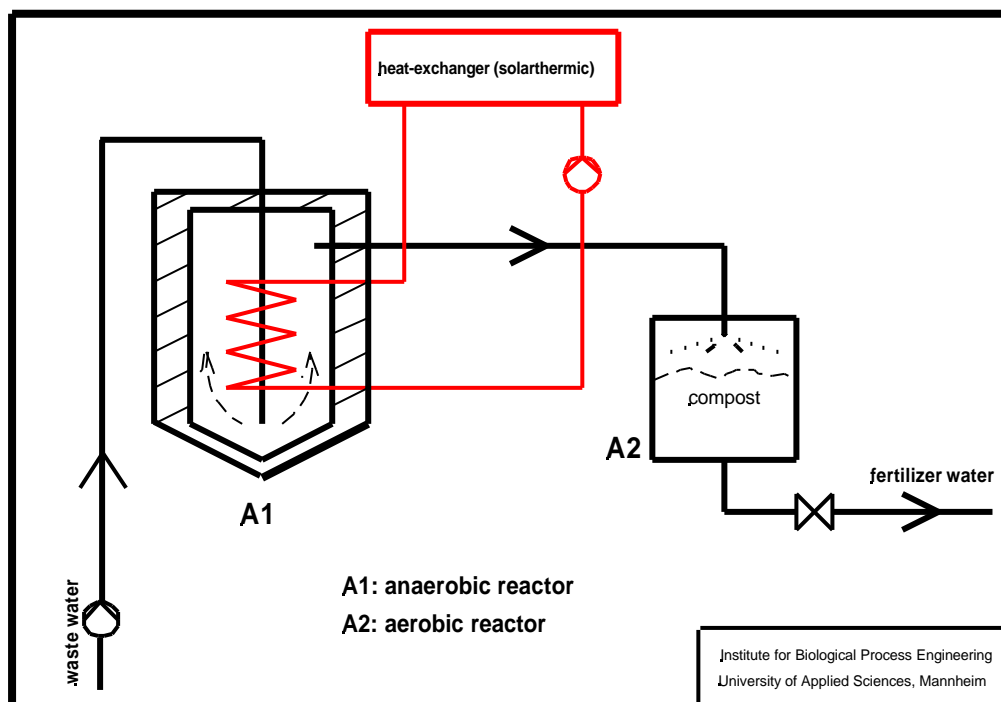 heat-exchanger (solarthermic)
compost
A2
fertilizer water
A1
waste water
A1: anaerobic reactor
A2: aerobic reactor
Institute for Biological Process Engineering
University of Applied Sciences, Mannheim